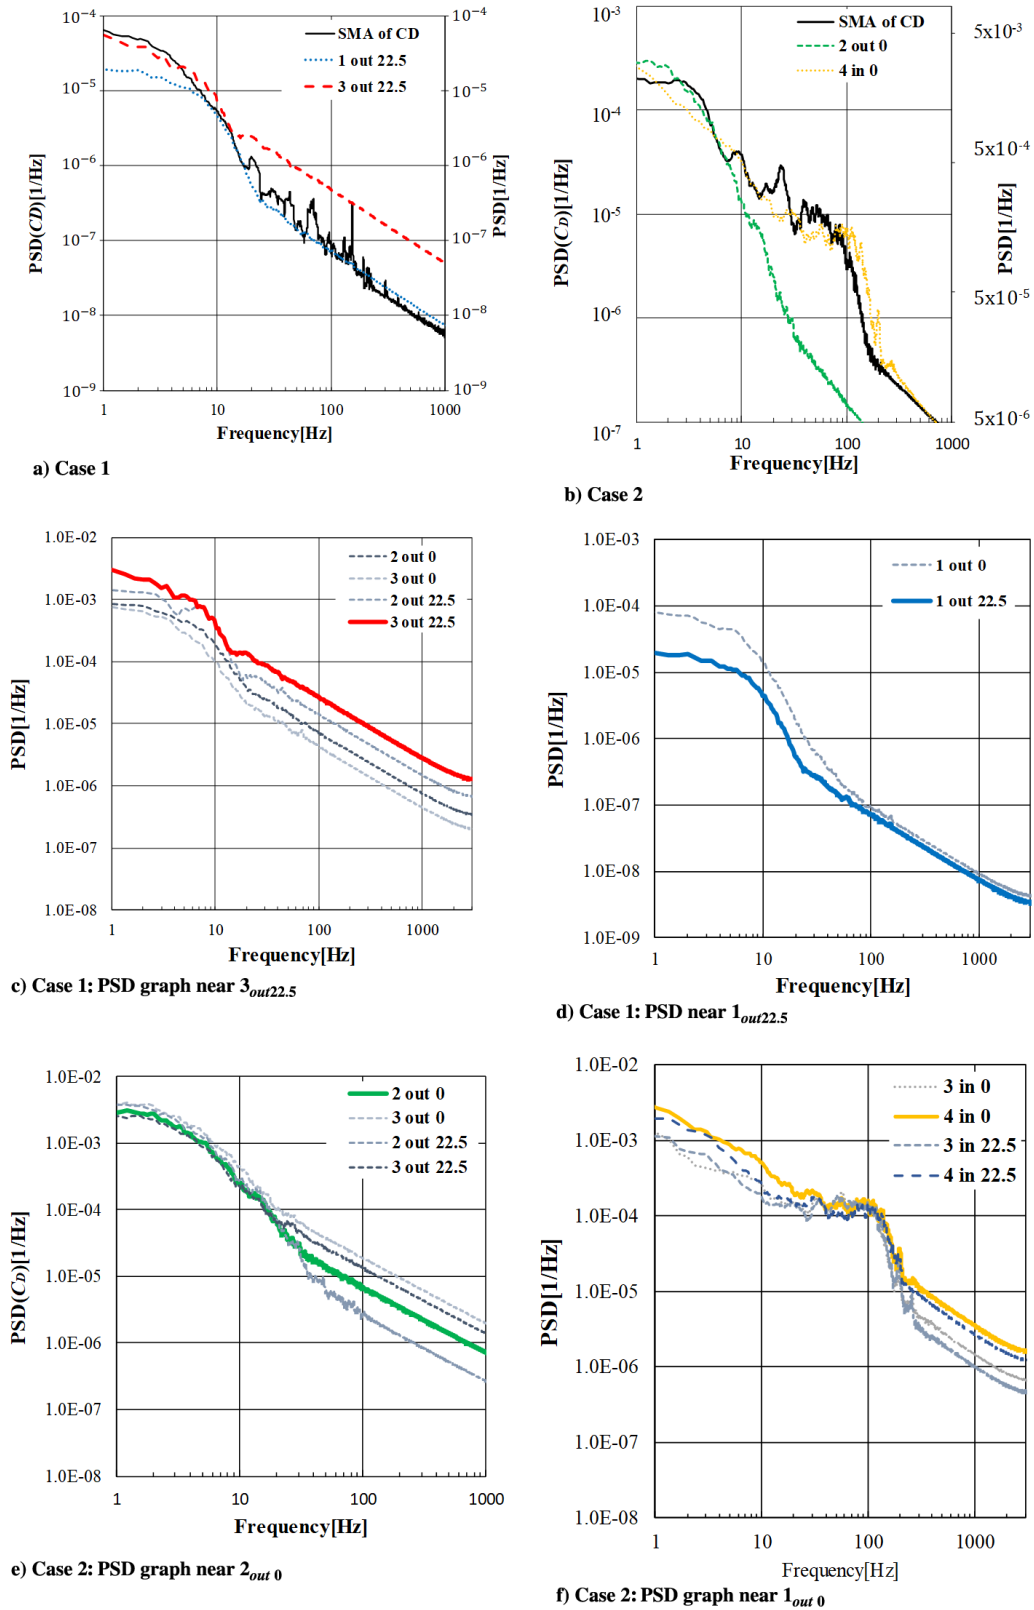 10⁻⁴
10⁻⁵
10⁻⁶
10⁻⁷
10⁻⁸
10⁻⁹
PSD(CD)[1/Hz]
SMA of CD
1 out 22.5
3 out 22.5
10⁻⁴
10⁻⁵
10⁻⁶
10⁻⁷
10⁻⁸
10⁻⁹
PSD[1/Hz]
1 10 100 1000
Frequency[Hz]
a) Case 1
10⁻³
10⁻⁴
10⁻⁵
10⁻⁶
10⁻⁷
PSD(C_D)[1/Hz]
SMA of CD
2 out 0
4 in 0
5x10⁻³
5x10⁻⁴
5x10⁻⁵
5x10⁻⁶
PSD[1/Hz]
1 10 100 1000
Frequency[Hz]
b) Case 2
1.0E-02
1.0E-03
1.0E-04
1.0E-05
1.0E-06
1.0E-07
1.0E-08
PSD[1/Hz]
2 out 0
3 out 0
2 out 22.5
3 out 22.5
1 10 100 1000
Frequency[Hz]
c) Case 1: PSD graph near 3out22.5
1.0E-03
1.0E-04
1.0E-05
1.0E-06
1.0E-07
1.0E-08
1.0E-09
PSD[1/Hz]
1 out 0
1 out 22.5
1 10 100 1000
Frequency[Hz]
d) Case 1: PSD near 1out22.5
1.0E-02
1.0E-03
1.0E-04
1.0E-05
1.0E-06
1.0E-07
1.0E-08
PSD(C_D)[1/Hz]
2 out 0
3 out 0
2 out 22.5
3 out 22.5
1 10 100 1000
Frequency[Hz]
e) Case 2: PSD graph near 2out 0
1.0E-02
1.0E-03
1.0E-04
1.0E-05
1.0E-06
1.0E-07
1.0E-08
PSD[1/Hz]
3 in 0
4 in 0
3 in 22.5
4 in 22.5
1 10 100 1000
Frequency[Hz]
f) Case 2: PSD graph near 1out 0